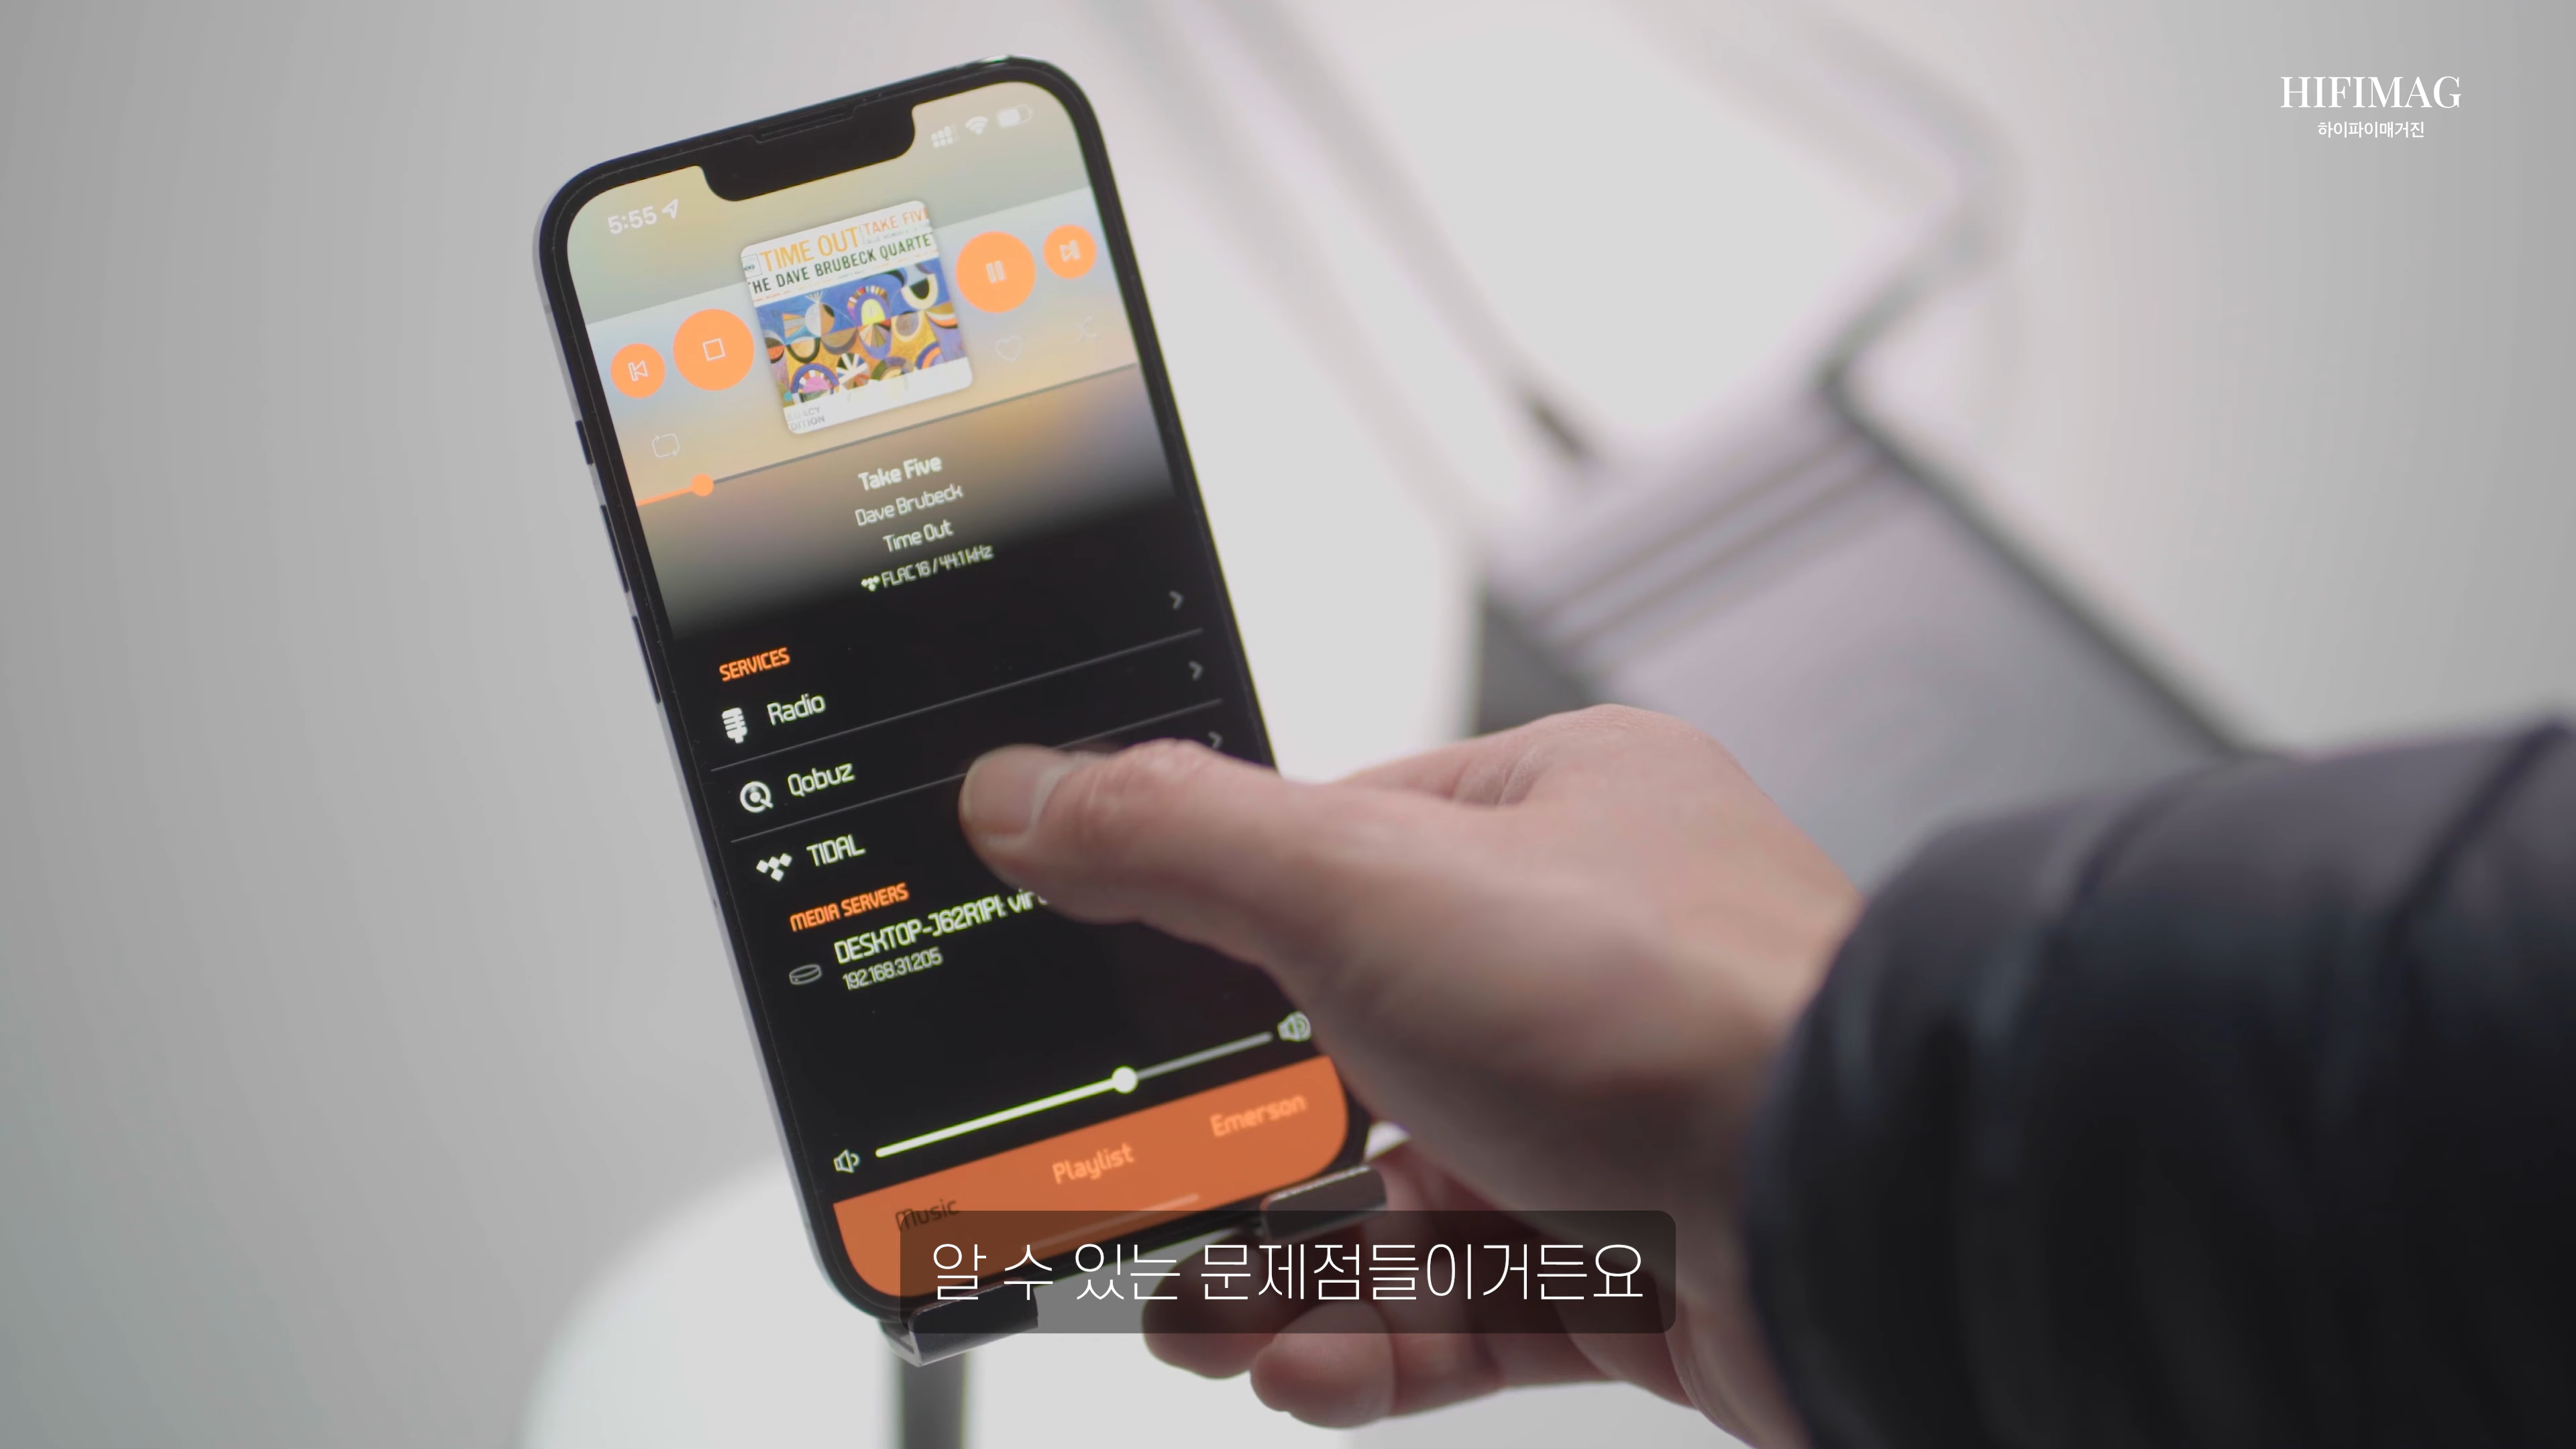 HIFIMAG
하이파이매거진
5:55
TIME OUT TAKE FIVE
THE DAVE BRUBECK QUARTE
Take Five
Dave Brubeck
Time Out
FLAC 16 / 44.1 kHz
SERVICES
Radio
Qobuz
TIDAL
MEDIA SERVERS
DESKTOP-J62R1PI: vir
192.168.31.205
Music Playlist Emerson
알 수 있는 문제점들이거든요